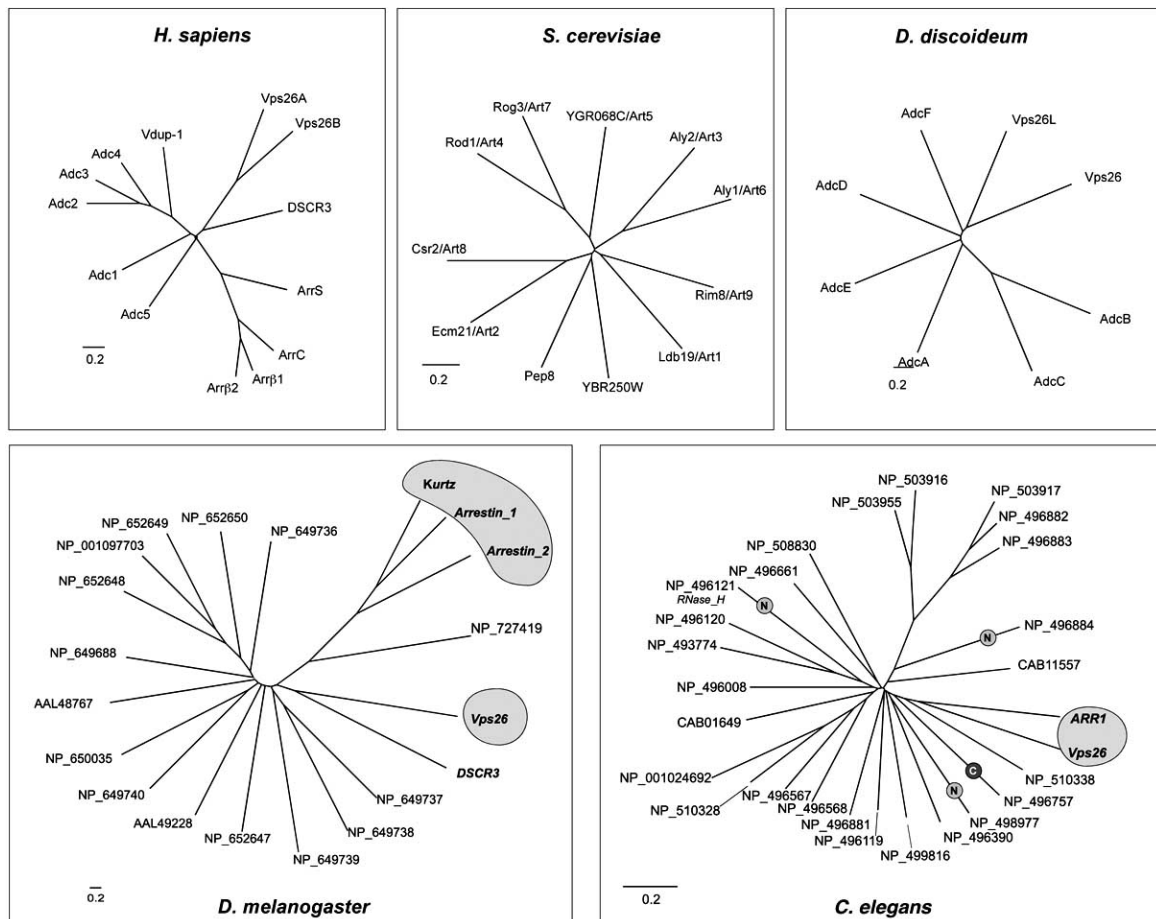 H. sapiens
Vps26A
Vps26B
Vdup-1
Adc4
Adc3
Adc2
DSCR3
Adc1
Adc5
ArrS
ArrC
Arrβ1
Arrβ2
0.2
S. cerevisiae
Rog3/Art7
YGR068C/Art5
Rod1/Art4
Aly2/Art3
Aly1/Art6
Csr2/Art8
Rim8/Art9
Ecm21/Art2
Ldb19/Art1
Pep8
YBR250W
0.2
D. discoideum
AdcF
Vps26L
AdcD
Vps26
AdcE
AdcB
AdcA
AdcC
0.2
Kurtz
Arrestin_1
Arrestin_2
NP_652650
NP_652649
NP_649736
NP_001097703
NP_652648
NP_727419
NP_649688
AAL48767
Vps26
NP_650035
DSCR3
NP_649740
NP_649737
AAL49228
NP_649738
NP_652647
NP_649739
0.2
D. melanogaster
NP_503916
NP_503955
NP_503917
NP_496882
NP_508830
NP_496883
NP_496661
NP_496121
RNase_H
N
NP_496120
NP_496884
N
NP_493774
CAB11557
NP_496008
CAB01649
ARR1
Vps26
NP_001024692
C
NP_510338
NP_510328
N
NP_496757
NP_496567
NP_496568
NP_498977
NP_496881
NP_496390
NP_496119
NP_499816
0.2
C. elegans